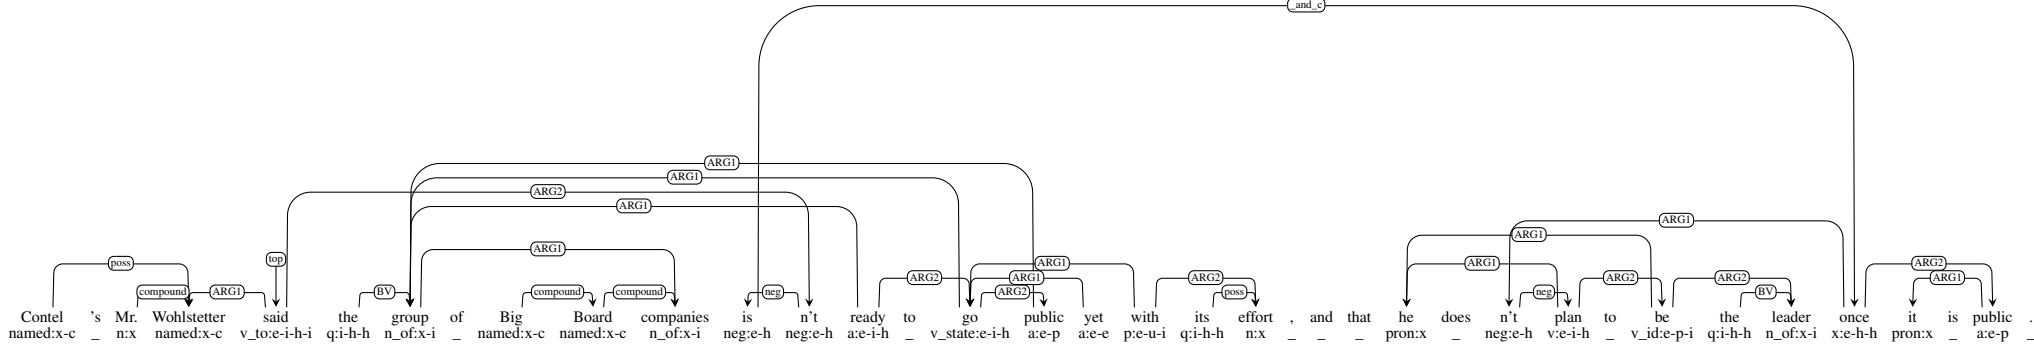 _and_c
ARG1
ARG1
ARG2
ARG1
ARG1
ARG1
ARG1
poss top ARG1 ARG1 ARG2
ARG2 ARG1 ARG2 ARG2 ARG2 ARG1
compound ARG1 BV compound compound neg ARG2 poss neg BV
Contel 's Mr. Wohlstetter said the group of Big Board companies is n't ready to go public yet with its effort , and that he does n't plan to be the leader once it is public .
named:x-c _ n:x named:x-c v_to:e-i-h-i q:i-h-h n_of:x-i _ named:x-c named:x-c n_of:x-i neg:e-h neg:e-h a:e-i-h _ v_state:e-i-h a:e-p a:e-e p:e-u-i q:i-h-h n:x _ _ _ pron:x _ neg:e-h v:e-i-h _ v_id:e-p-i q:i-h-h n_of:x-i x:e-h-h pron:x _ a:e-p _